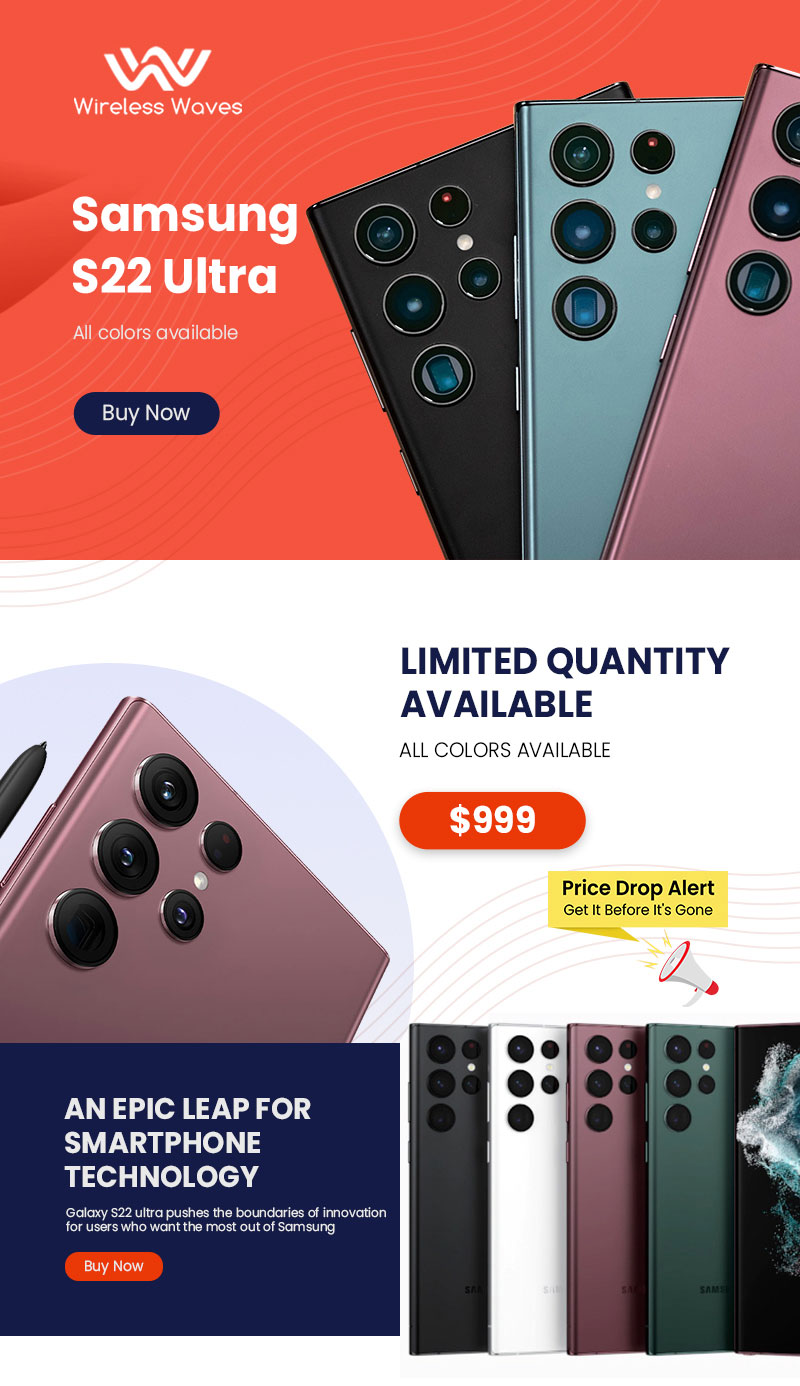 Wireless Waves
Samsung
S22 Ultra
All colors available
Buy Now
LIMITED QUANTITY
AVAILABLE
ALL COLORS AVAILABLE
$999
Price Drop Alert
Get It Before It's Gone
AN EPIC LEAP FOR
SMARTPHONE
TECHNOLOGY
Galaxy S22 ultra pushes the boundaries of innovation
for users who want the most out of Samsung
Buy Now